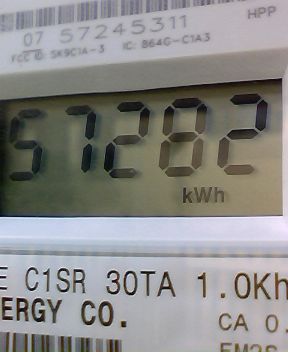 HPP
07 57245311
FCC ID: SK9C1A-3 IC: 864G-C1A3
57282
kWh
E C1SR 30TA 1.0Kh
NERGY CO.
CA 0.